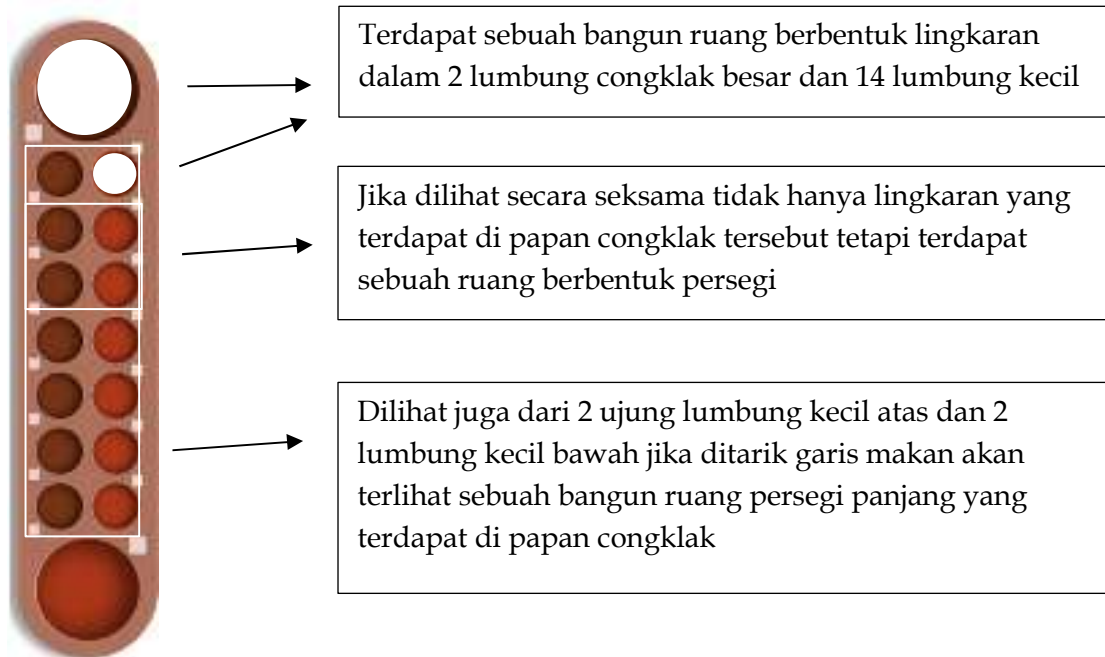 Terdapat sebuah bangun ruang berbentuk lingkaran
dalam 2 lumbung congklak besar dan 14 lumbung kecil
Jika dilihat secara seksama tidak hanya lingkaran yang
terdapat di papan congklak tersebut tetapi terdapat
sebuah ruang berbentuk persegi
Dilihat juga dari 2 ujung lumbung kecil atas dan 2
lumbung kecil bawah jika ditarik garis makan akan
terlihat sebuah bangun ruang persegi panjang yang
terdapat di papan congklak